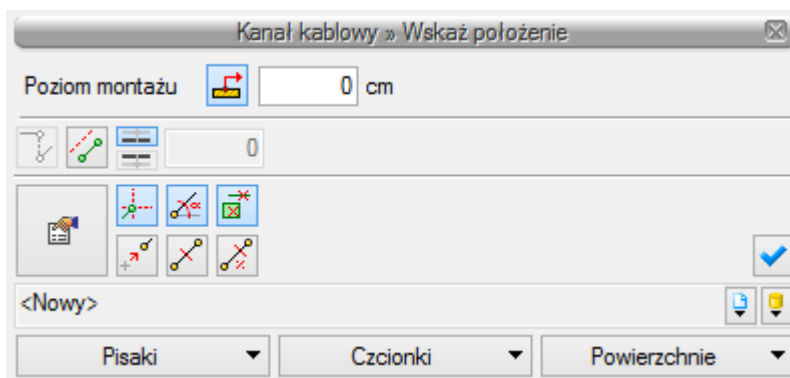 Kanał kablowy » Wskaż położenie
Poziom montażu 0 cm
0
<Nowy>
Pisaki Czcionki Powierzchnie